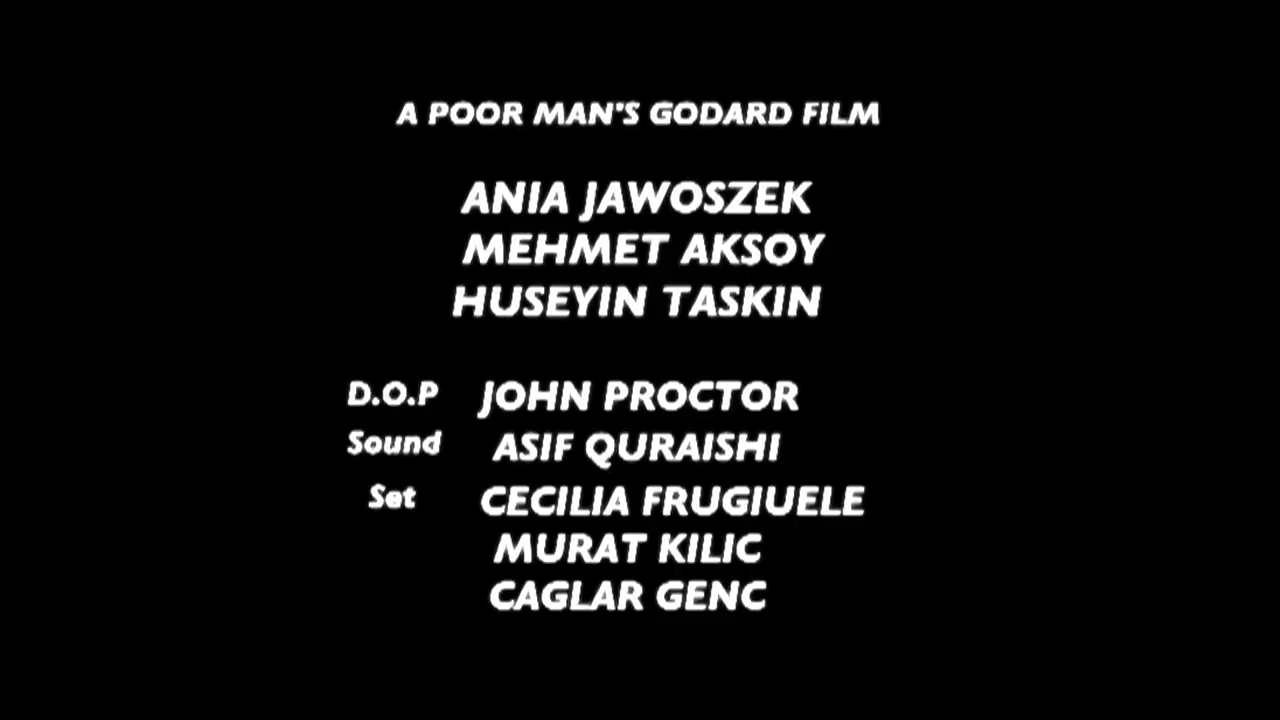 A POOR MAN'S GODARD FILM
ANIA JAWOSZEK
MEHMET AKSOY
HUSEYIN TASKIN
D.O.P JOHN PROCTOR
Sound ASIF QURAISHI
Set CECILIA FRUGIUELE
MURAT KILIC
CAGLAR GENC